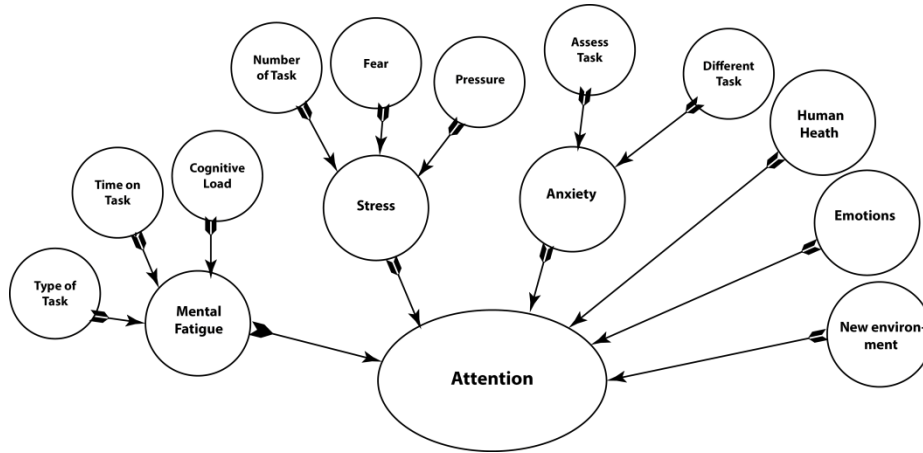 Number
of Task
Fear
Pressure
Assess
Task
Different
Task
Human
Heath
Time on
Task
Cognitive
Load
Stress
Anxiety
Emotions
Type of
Task
Mental
Fatigue
New environ-
ment
Attention